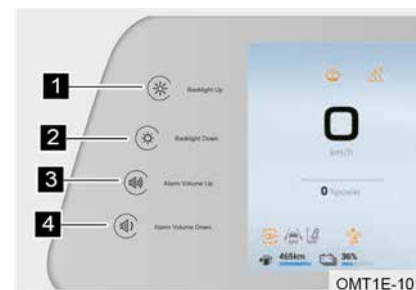 1 Backlight Up
2 Backlight Down
3 Alarm Volume Up
4 Alarm Volume Down
0
km/h
0 %power
465km 36%
OMT1E-10